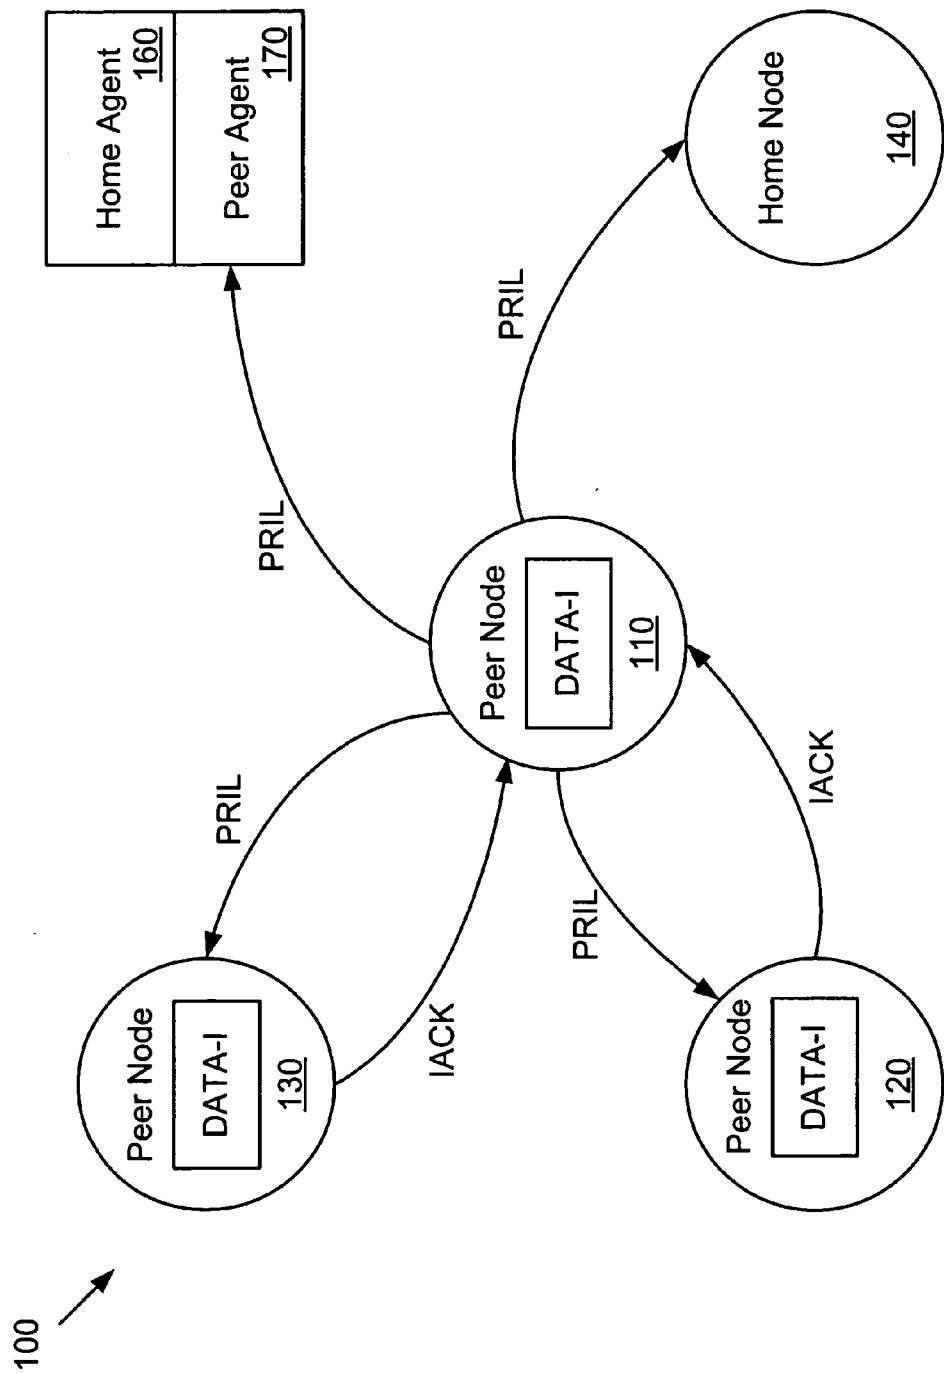 100
Peer Node
DATA-I
130
PRIL
IACK
Peer Node
DATA-I
120
PRIL
IACK
Peer Node
DATA-I
110
PRIL
PRIL
Home Agent
160
Peer Agent
170
Home Node
140